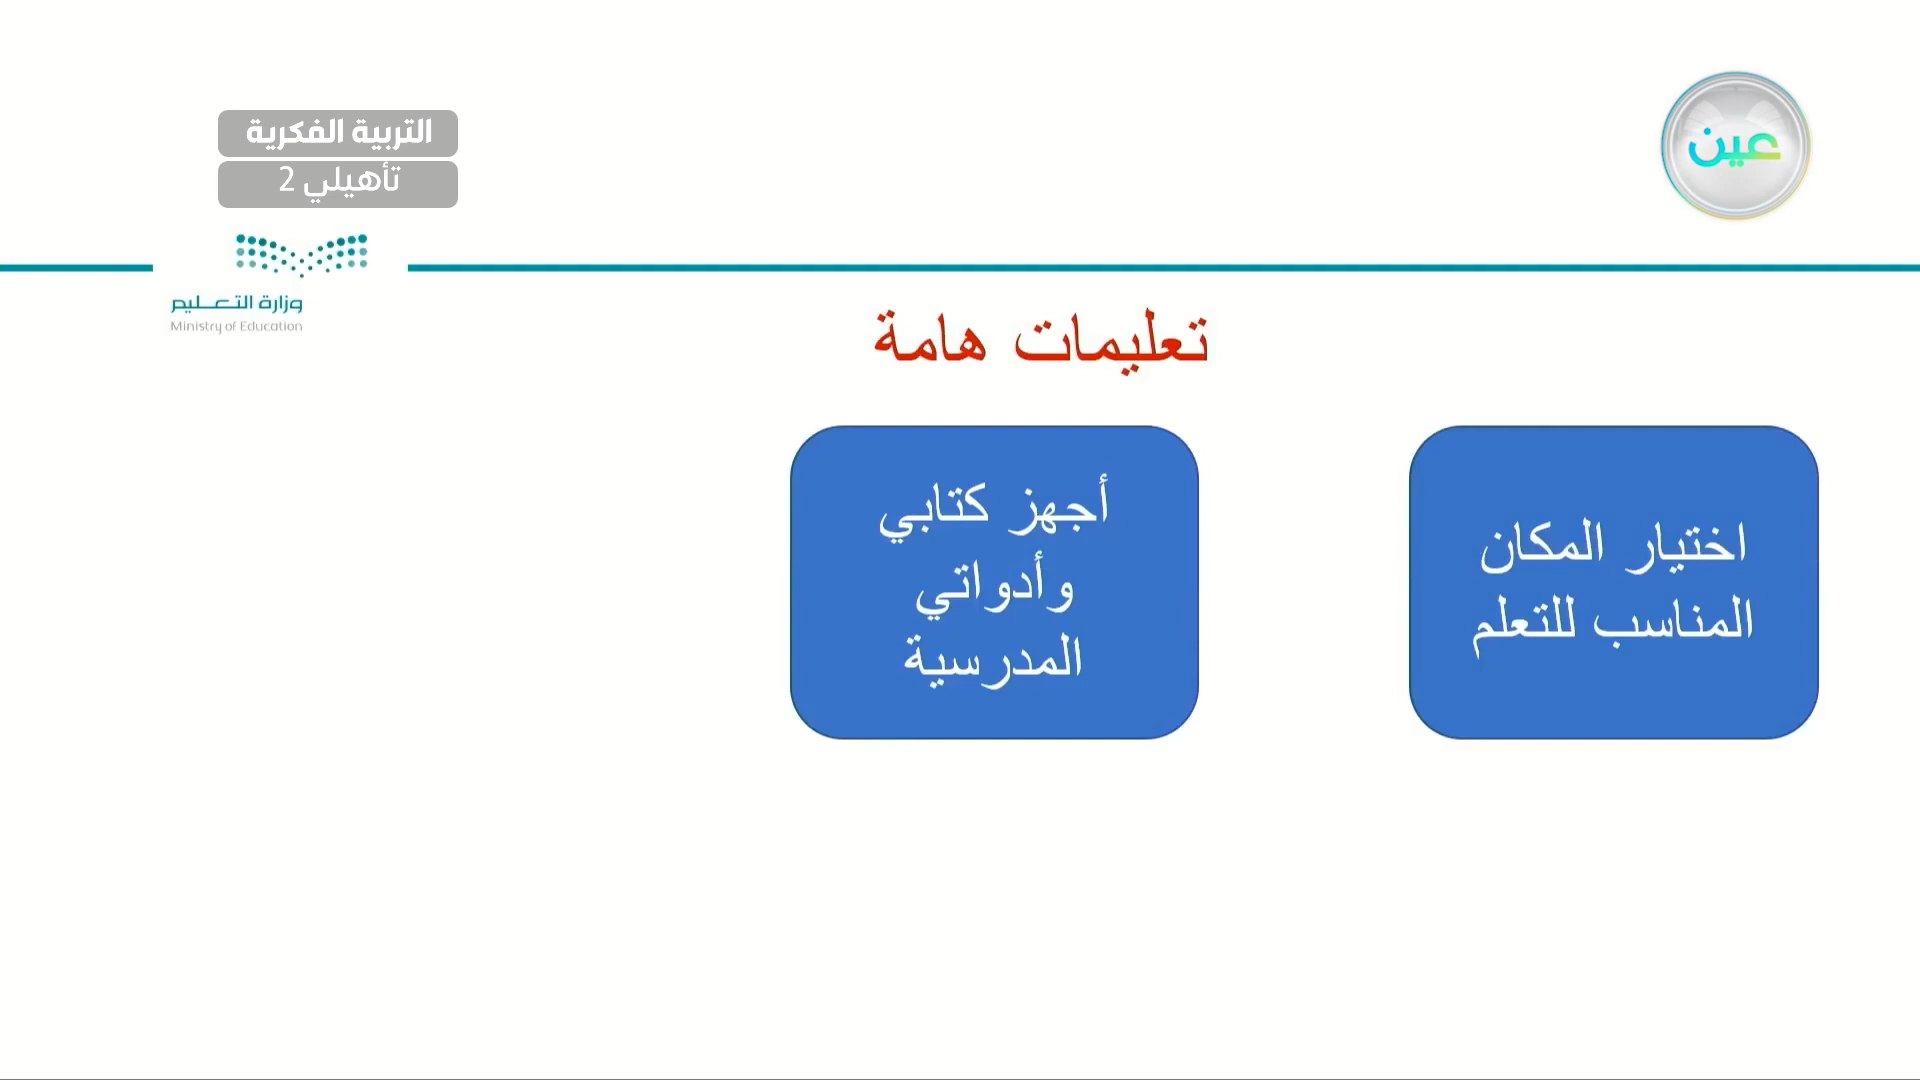 عين
التربية الفكرية
تأهيلي 2
وزارة التعليم
Ministry of Education
تعليمات هامة
اختيار المكان
المناسب للتعلم
أجهز كتابي
وأدواتي
المدرسية